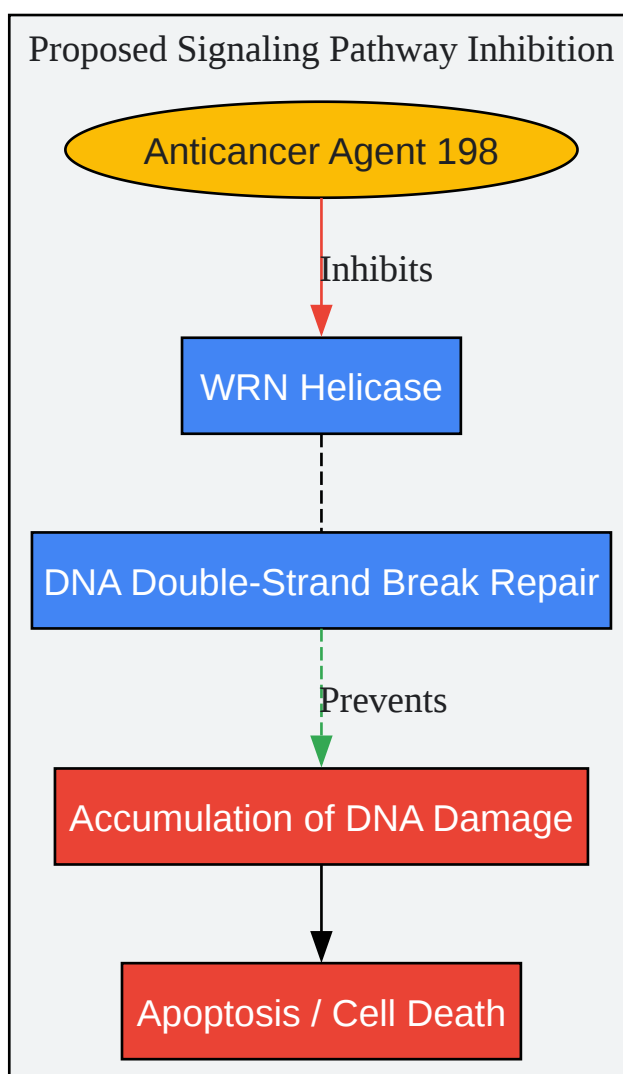 Proposed Signaling Pathway Inhibition
Anticancer Agent 198
Inhibits
WRN Helicase
DNA Double-Strand Break Repair
Prevents
Accumulation of DNA Damage
Apoptosis / Cell Death